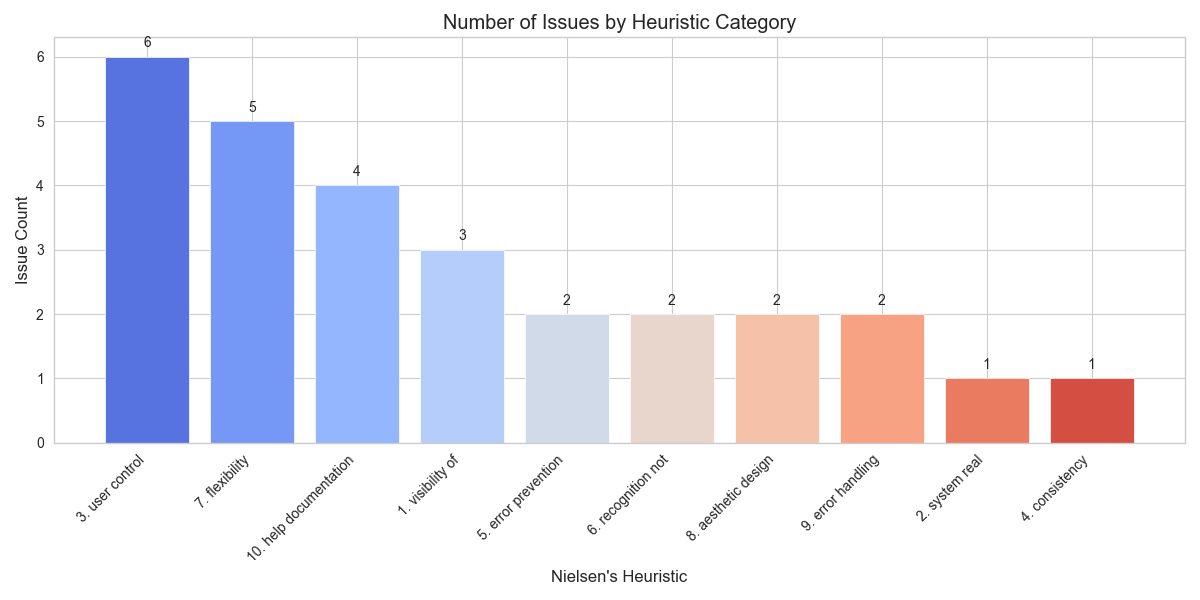 Number of Issues by Heuristic Category
Issue Count
6
5
4
3
2
1
0
6
5
4
3
2
2
2
2
1
1
3. user control
7. flexibility
10. help documentation
1. visibility of
5. error prevention
6. recognition not
8. aesthetic design
9. error handling
2. system real
4. consistency
Nielsen's Heuristic